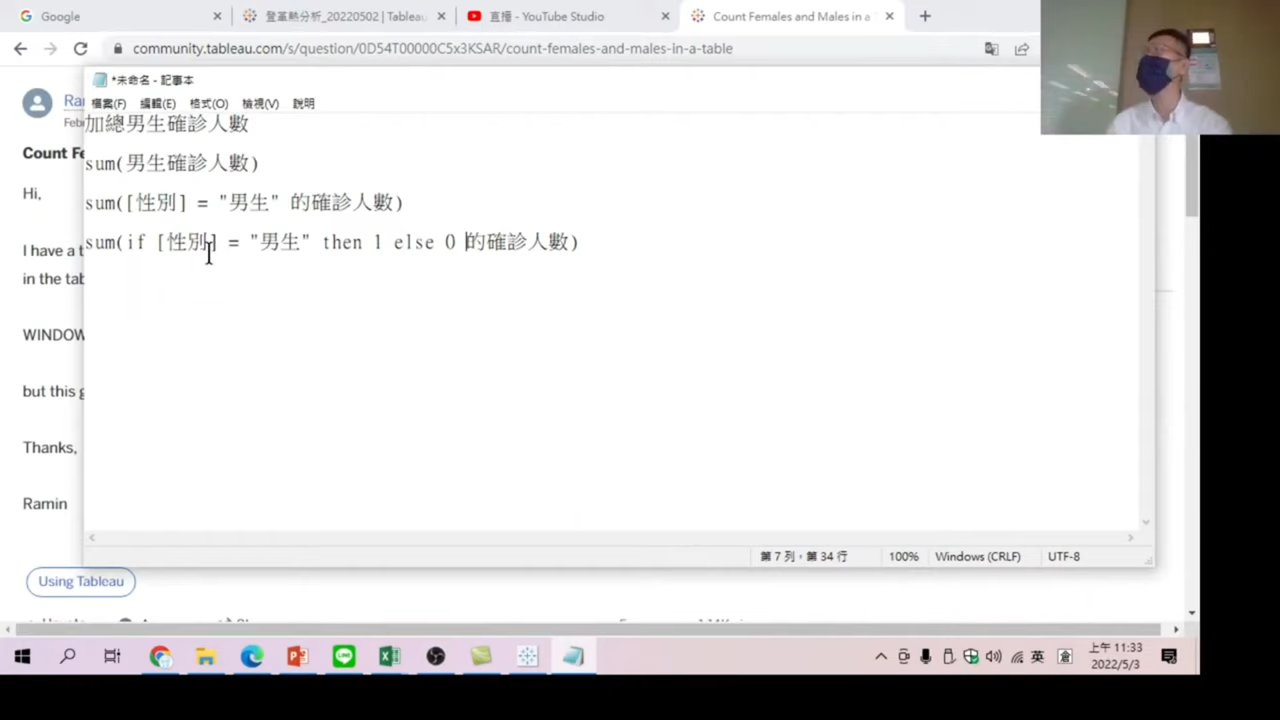 Google
登革熱分析_20220502 | Tableau
直播 - YouTube Studio
Count Females and Males in a
community.tableau.com/s/question/0D54T00000C5x3KSAR/count-females-and-males-in-a-table
*未命名 - 記事本
檔案(F) 編輯(E) 格式(O) 檢視(V) 說明
加總男生確診人數
sum(男生確診人數)
sum([性別] = "男生" 的確診人數)
sum(if [性別] = "男生" then 1 else 0 的確診人數)
第 7 列，第 34 行 100% Windows (CRLF) UTF-8
Count Fe
Hi,
I have a t
in the tab
WINDOW
but this g
Thanks,
Ramin
Using Tableau
英
上午 11:33
2022/5/3